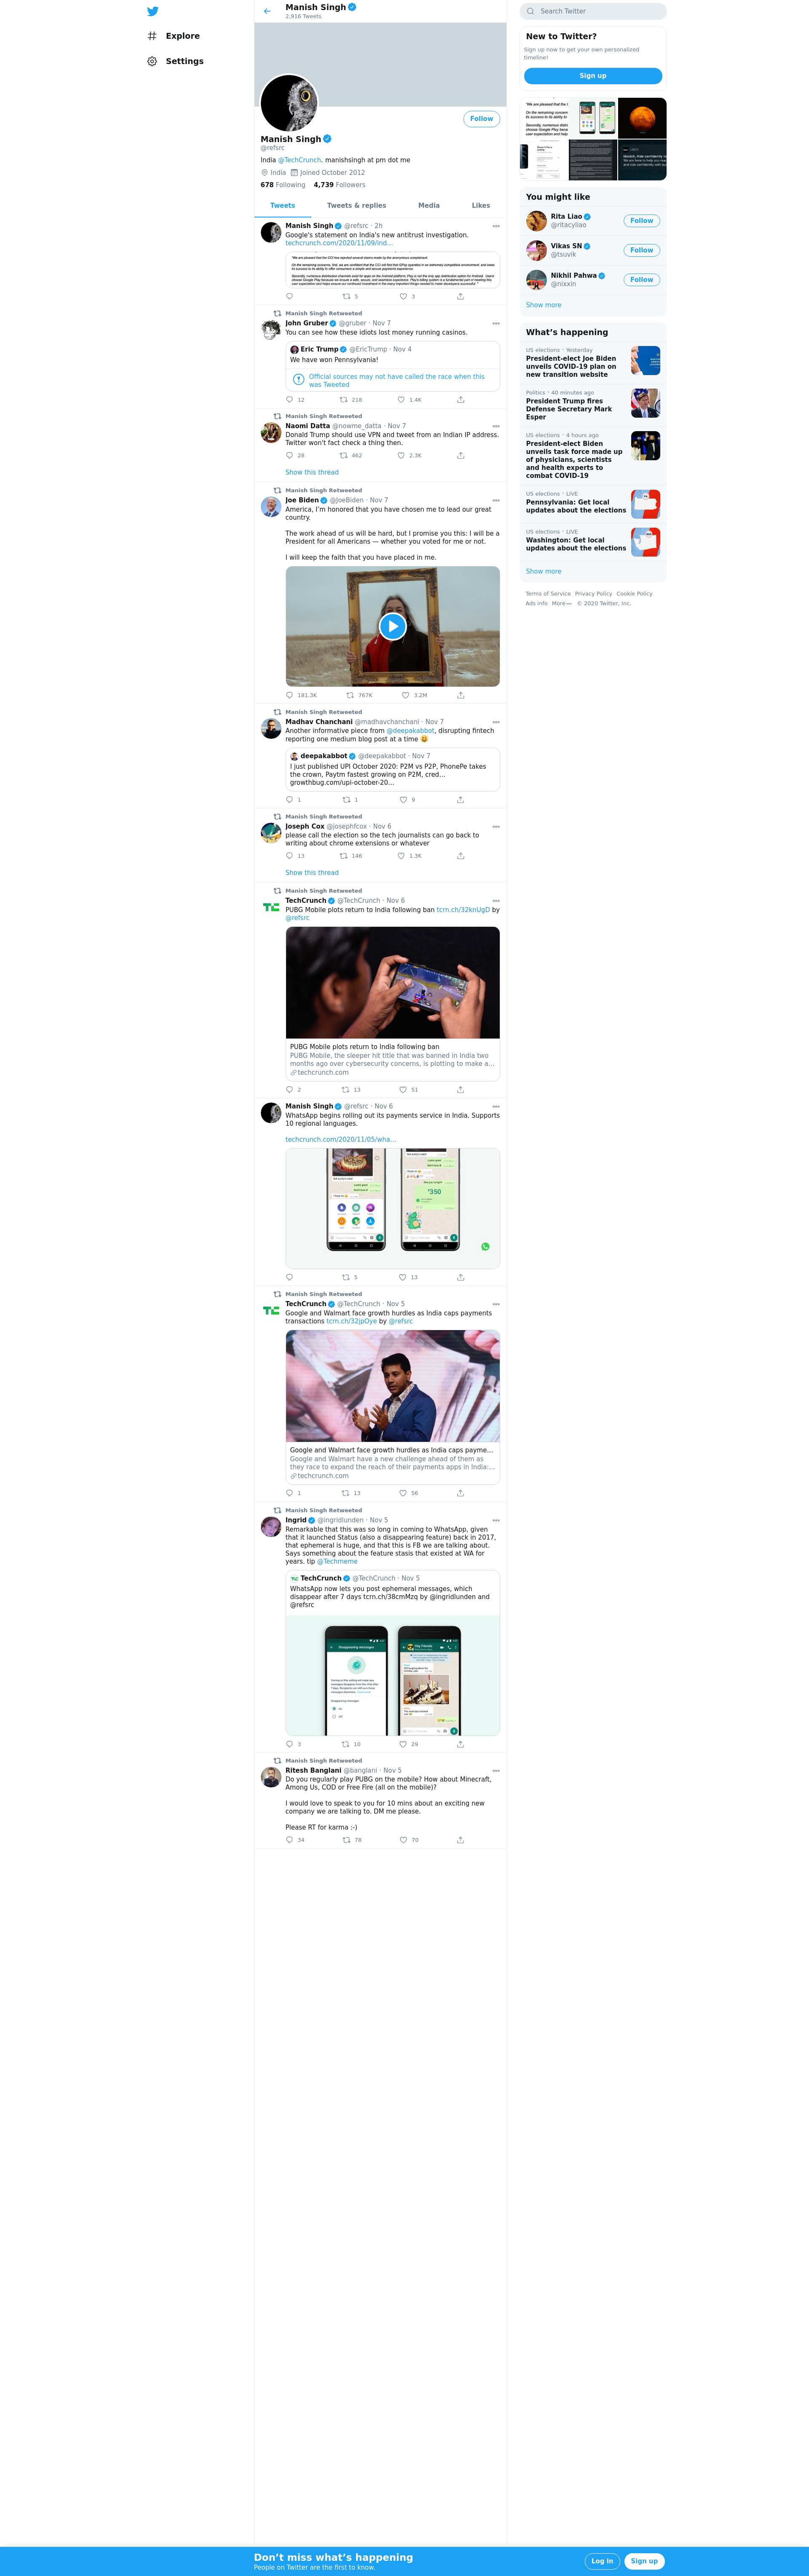 Explore
Settings
Manish Singh
2,916 Tweets
Follow
Manish Singh
@refsrc
India @TechCrunch. manishsingh at pm dot me
India Joined October 2012
678 Following 4,739 Followers
Tweets Tweets & replies Media Likes
Manish Singh @refsrc · 2h
Google's statement on India's new antitrust investigation.
techcrunch.com/2020/11/09/ind…
5 3
Manish Singh Retweeted
John Gruber @gruber · Nov 7
You can see how these idiots lost money running casinos.
Eric Trump @EricTrump · Nov 4
We have won Pennsylvania!
Official sources may not have called the race when this
was Tweeted
12 218 1.4K
Manish Singh Retweeted
Naomi Datta @nowme_datta · Nov 7
Donald Trump should use VPN and tweet from an Indian IP address.
Twitter won't fact check a thing then.
28 462 2.3K
Show this thread
Manish Singh Retweeted
Joe Biden @JoeBiden · Nov 7
America, I’m honored that you have chosen me to lead our great
country.
The work ahead of us will be hard, but I promise you this: I will be a
President for all Americans — whether you voted for me or not.
I will keep the faith that you have placed in me.
181.3K 767K 3.2M
Manish Singh Retweeted
Madhav Chanchani @madhavchanchani · Nov 7
Another informative piece from @deepakabbot, disrupting fintech
reporting one medium blog post at a time 😄
deepakabbot @deepakabbot · Nov 7
I just published UPI October 2020: P2M vs P2P, PhonePe takes
the crown, Paytm fastest growing on P2M, cred…
growthbug.com/upi-october-20…
1 1 9
Manish Singh Retweeted
Joseph Cox @josephfcox · Nov 6
please call the election so the tech journalists can go back to
writing about chrome extensions or whatever
13 146 1.3K
Show this thread
Manish Singh Retweeted
TechCrunch @TechCrunch · Nov 6
PUBG Mobile plots return to India following ban tcrn.ch/32knUgD by
@refsrc
PUBG Mobile plots return to India following ban
PUBG Mobile, the sleeper hit title that was banned in India two
months ago over cybersecurity concerns, is plotting to make a…
techcrunch.com
2 13 51
Manish Singh @refsrc · Nov 6
WhatsApp begins rolling out its payments service in India. Supports
10 regional languages.
techcrunch.com/2020/11/05/wha…
₹350
5 13
Manish Singh Retweeted
TechCrunch @TechCrunch · Nov 5
Google and Walmart face growth hurdles as India caps payments
transactions tcrn.ch/32jpOye by @refsrc
Google and Walmart face growth hurdles as India caps payme…
Google and Walmart have a new challenge ahead of them as
they race to expand the reach of their payments apps in India:…
techcrunch.com
1 13 56
Manish Singh Retweeted
Ingrid @ingridlunden · Nov 5
Remarkable that this was so long in coming to WhatsApp, given
that it launched Status (also a disappearing feature) back in 2017,
that ephemeral is huge, and that this is FB we are talking about.
Says something about the feature stasis that existed at WA for
years. tip @Techmeme
TechCrunch @TechCrunch · Nov 5
WhatsApp now lets you post ephemeral messages, which
disappear after 7 days tcrn.ch/38cmMzq by @ingridlunden and
@refsrc
Disappearing messages
3 10 29
Manish Singh Retweeted
Ritesh Banglani @banglani · Nov 5
Do you regularly play PUBG on the mobile? How about Minecraft,
Among Us, COD or Free Fire (all on the mobile)?
I would love to speak to you for 10 mins about an exciting new
company we are talking to. DM me please.
Please RT for karma :-)
34 78 70
Search Twitter
New to Twitter?
Sign up now to get your own personalized
timeline!
Sign up
You might like
Rita Liao
@ritacyliao
Follow
Vikas SN
@tsuvik
Follow
Nikhil Pahwa
@nixxin
Follow
Show more
What’s happening
US elections · Yesterday
President-elect Joe Biden
unveils COVID-19 plan on
new transition website
Politics · 40 minutes ago
President Trump fires
Defense Secretary Mark
Esper
US elections · 4 hours ago
President-elect Biden
unveils task force made up
of physicians, scientists
and health experts to
combat COVID-19
US elections · LIVE
Pennsylvania: Get local
updates about the elections
US elections · LIVE
Washington: Get local
updates about the elections
Show more
Terms of Service Privacy Policy Cookie Policy
Ads info More © 2020 Twitter, Inc.
Don’t miss what’s happening
People on Twitter are the first to know.
Log in
Sign up